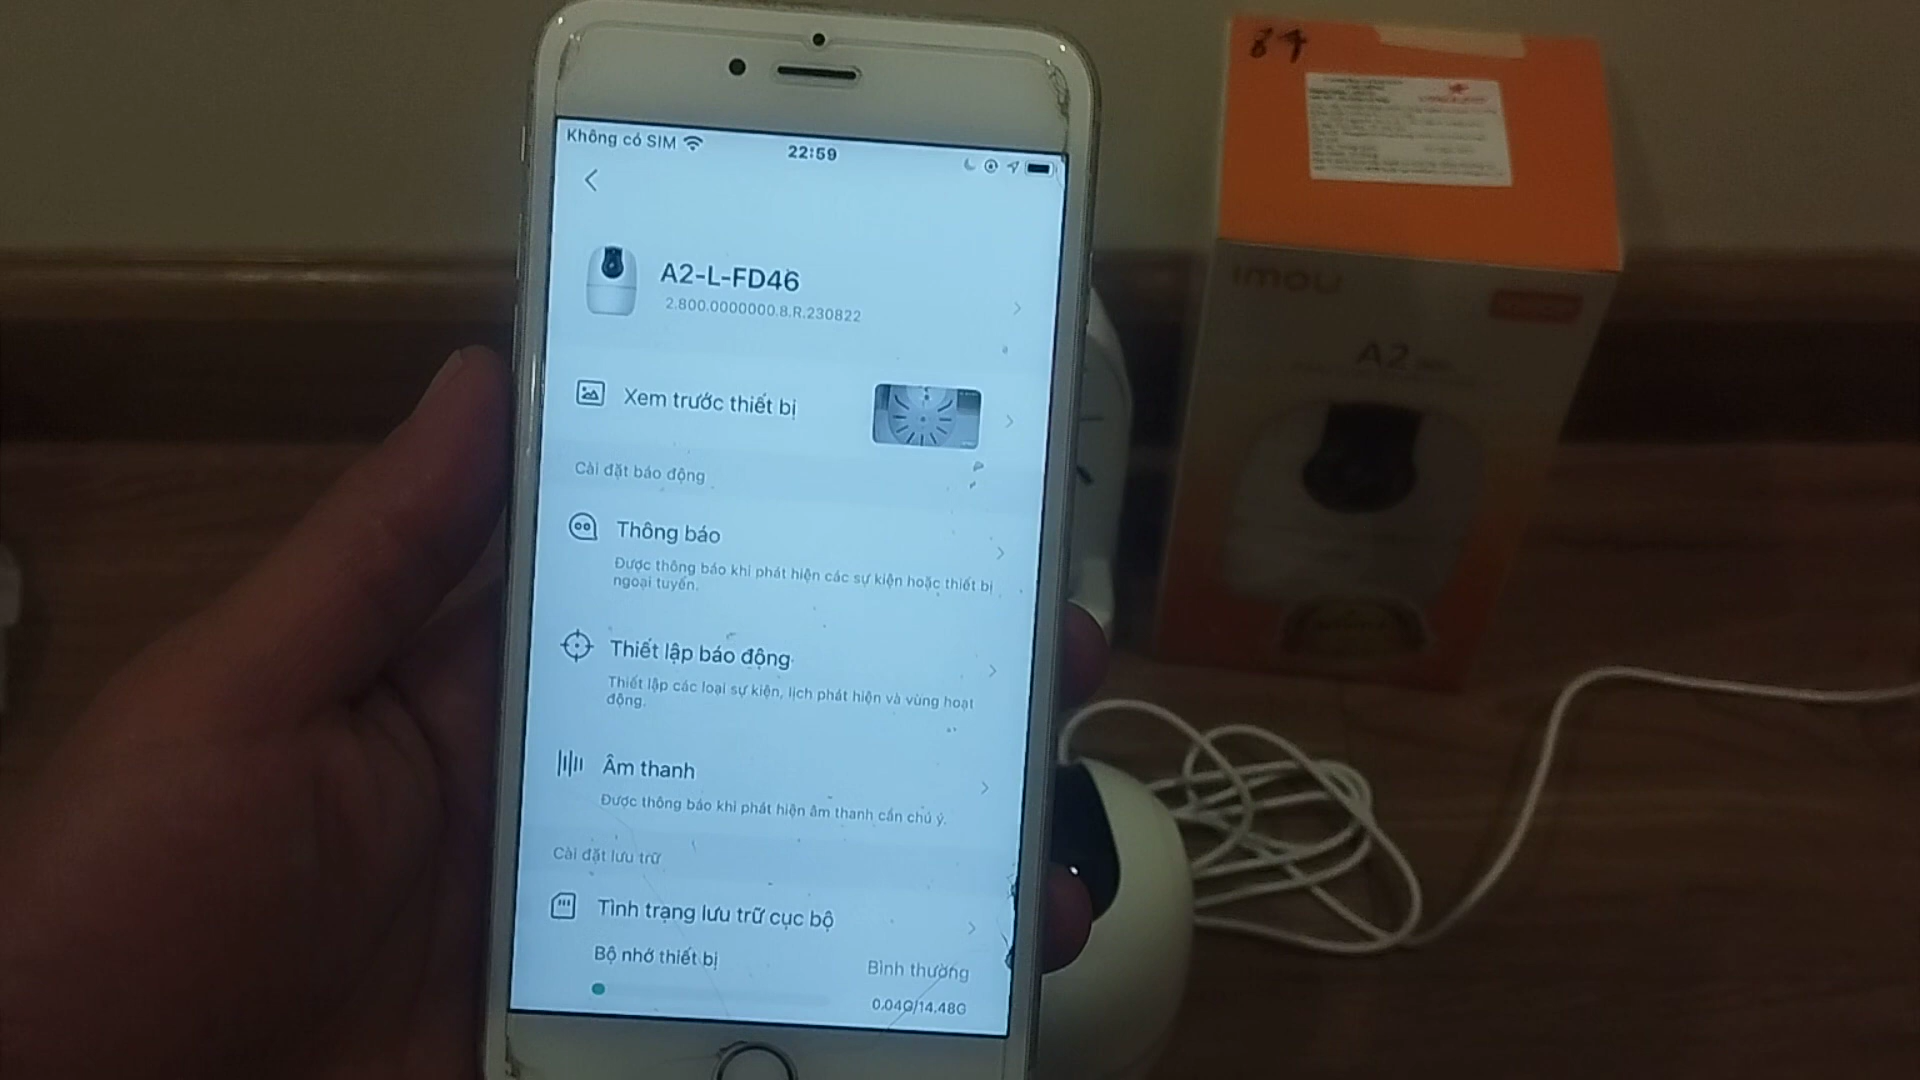 84
imou
A2
Không có SIM
22:59
A2-L-FD46
2.800.0000000.8.R.230822
Xem trước thiết bị
Cài đặt báo động
Thông báo
Được thông báo khi phát hiện các sự kiện hoặc thiết bị
ngoại tuyến.
Thiết lập báo động
Thiết lập các loại sự kiện, lịch phát hiện và vùng hoạt
động.
Âm thanh
Được thông báo khi phát hiện âm thanh cần chú ý.
Cài đặt lưu trữ
Tình trạng lưu trữ cục bộ
Bộ nhớ thiết bị
Bình thường
0.04G/14.48G